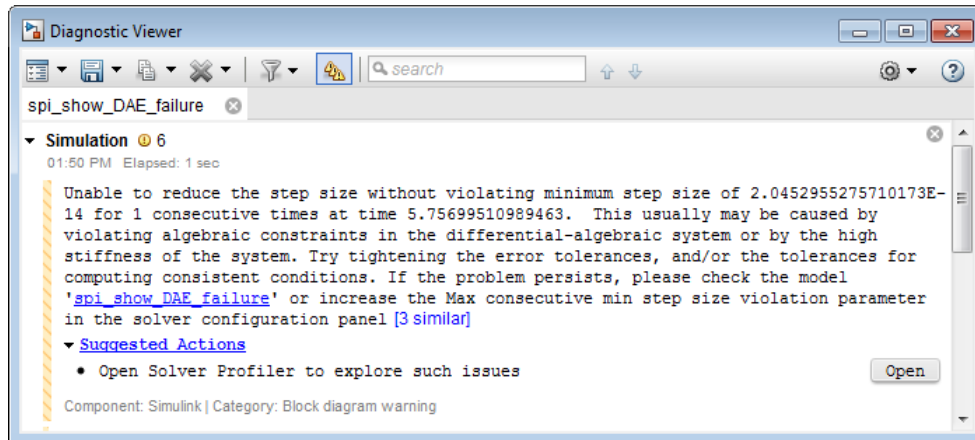 Diagnostic Viewer
search
spi_show_DAE_failure
Simulation 6
01:50 PM Elapsed: 1 sec
Unable to reduce the step size without violating minimum step size of 2.0452955275710173E-
14 for 1 consecutive times at time 5.75699510989463.  This usually may be caused by
violating algebraic constraints in the differential-algebraic system or by the high
stiffness of the system. Try tightening the error tolerances, and/or the tolerances for
computing consistent conditions. If the problem persists, please check the model
'spi_show_DAE_failure' or increase the Max consecutive min step size violation parameter
in the solver configuration panel [3 similar]
Suggested Actions
• Open Solver Profiler to explore such issues
Open
Component: Simulink | Category: Block diagram warning